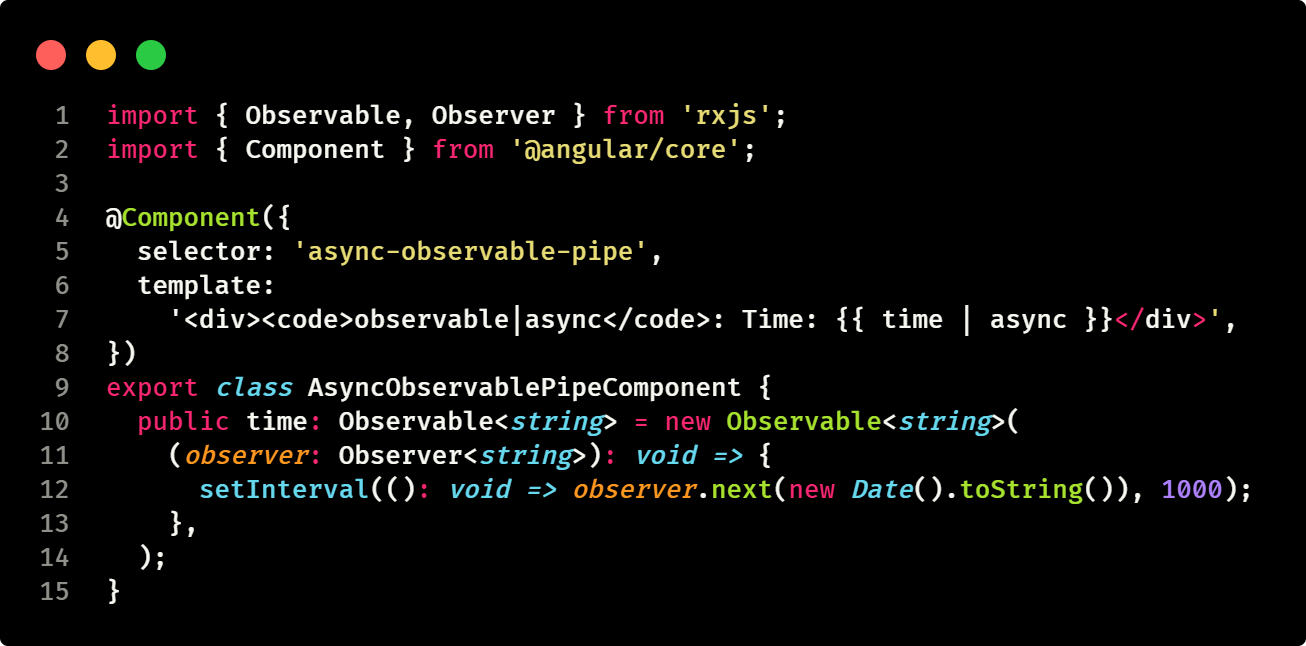 1 import { Observable, Observer } from 'rxjs';
2 import { Component } from '@angular/core';
3
4 @Component({
5   selector: 'async-observable-pipe',
6   template:
7     '<div><code>observable|async</code>: Time: {{ time | async }}</div>',
8 })
9 export class AsyncObservablePipeComponent {
10   public time: Observable<string> = new Observable<string>(
11     (observer: Observer<string>): void => {
12       setInterval((): void => observer.next(new Date().toString()), 1000);
13     },
14   );
15 }